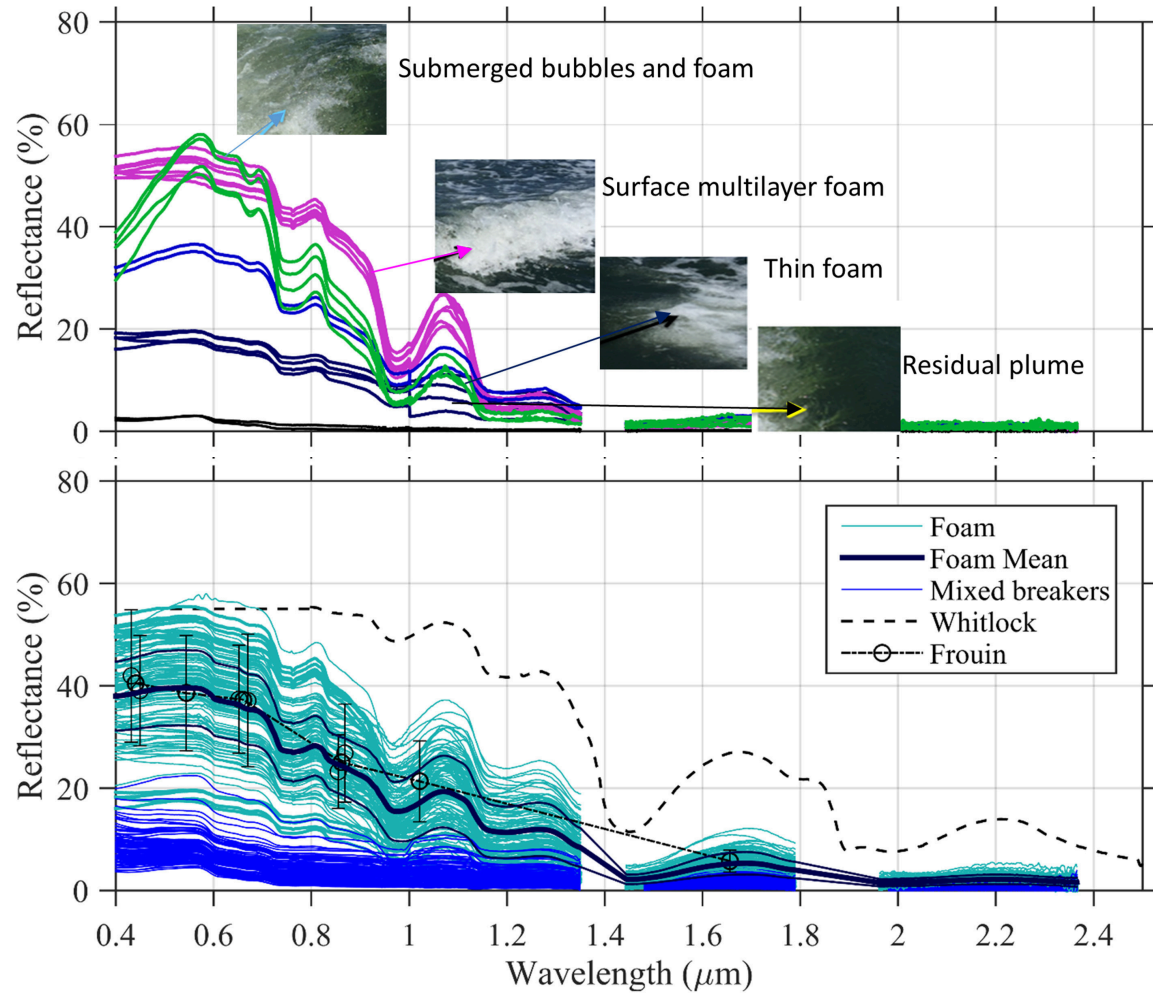 80
Submerged bubbles and foam
60
Surface multilayer foam
Reflectance (%)
40
Thin foam
20
Residual plume
0
80
Foam
Foam Mean
60
Mixed breakers
Whitlock
Reflectance (%)
Frouin
40
20
0
0.4 0.6 0.8 1 1.2 1.4 1.6 1.8 2 2.2 2.4
Wavelength (μm)